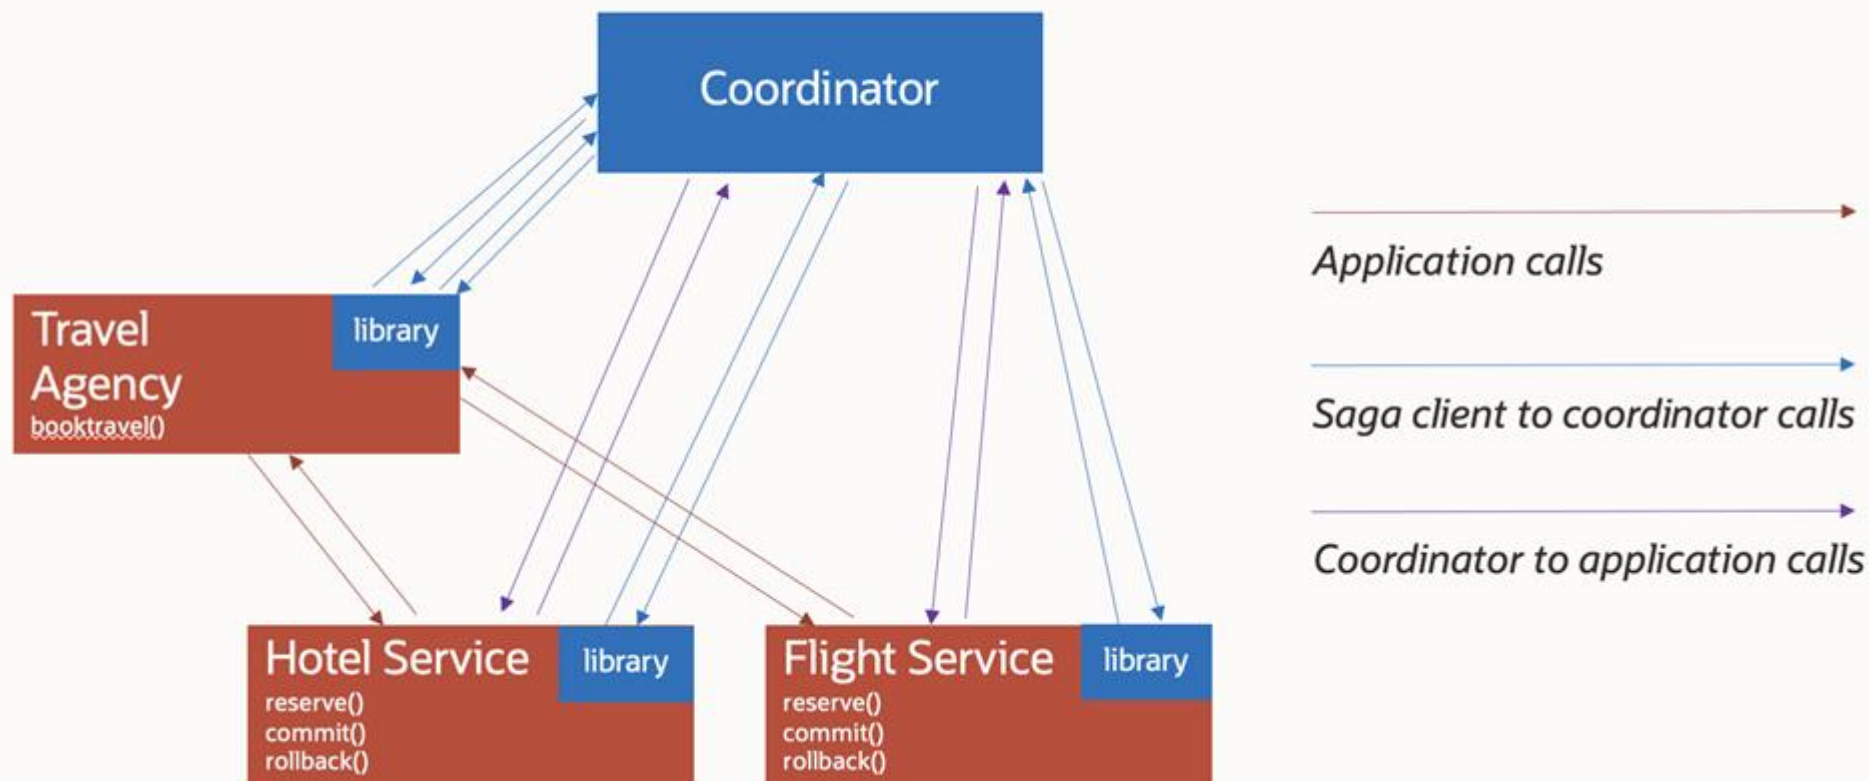 Coordinator
Travel
Agency
booktravel()
library
Application calls
Saga client to coordinator calls
Coordinator to application calls
Hotel Service
library
reserve()
commit()
rollback()
Flight Service
library
reserve()
commit()
rollback()